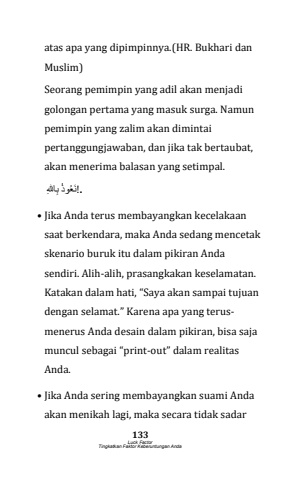 atas apa yang dipimpinnya.(HR. Bukhari dan
Muslim)
Seorang pemimpin yang adil akan menjadi
golongan pertama yang masuk surga. Namun
pemimpin yang zalim akan dimintai
pertanggungjawaban, dan jika tak bertaubat,
akan menerima balasan yang setimpal.
نَعُوذُ بِاللهِ!.
• Jika Anda terus membayangkan kecelakaan
saat berkendara, maka Anda sedang mencetak
skenario buruk itu dalam pikiran Anda
sendiri. Alih-alih, prasangkakan keselamatan.
Katakan dalam hati, “Saya akan sampai tujuan
dengan selamat.” Karena apa yang terus-
menerus Anda desain dalam pikiran, bisa saja
muncul sebagai “print-out” dalam realitas
Anda.
• Jika Anda sering membayangkan suami Anda
akan menikah lagi, maka secara tidak sadar
133
Luck Factor
Tingkatkan Faktor Keberuntungan Anda